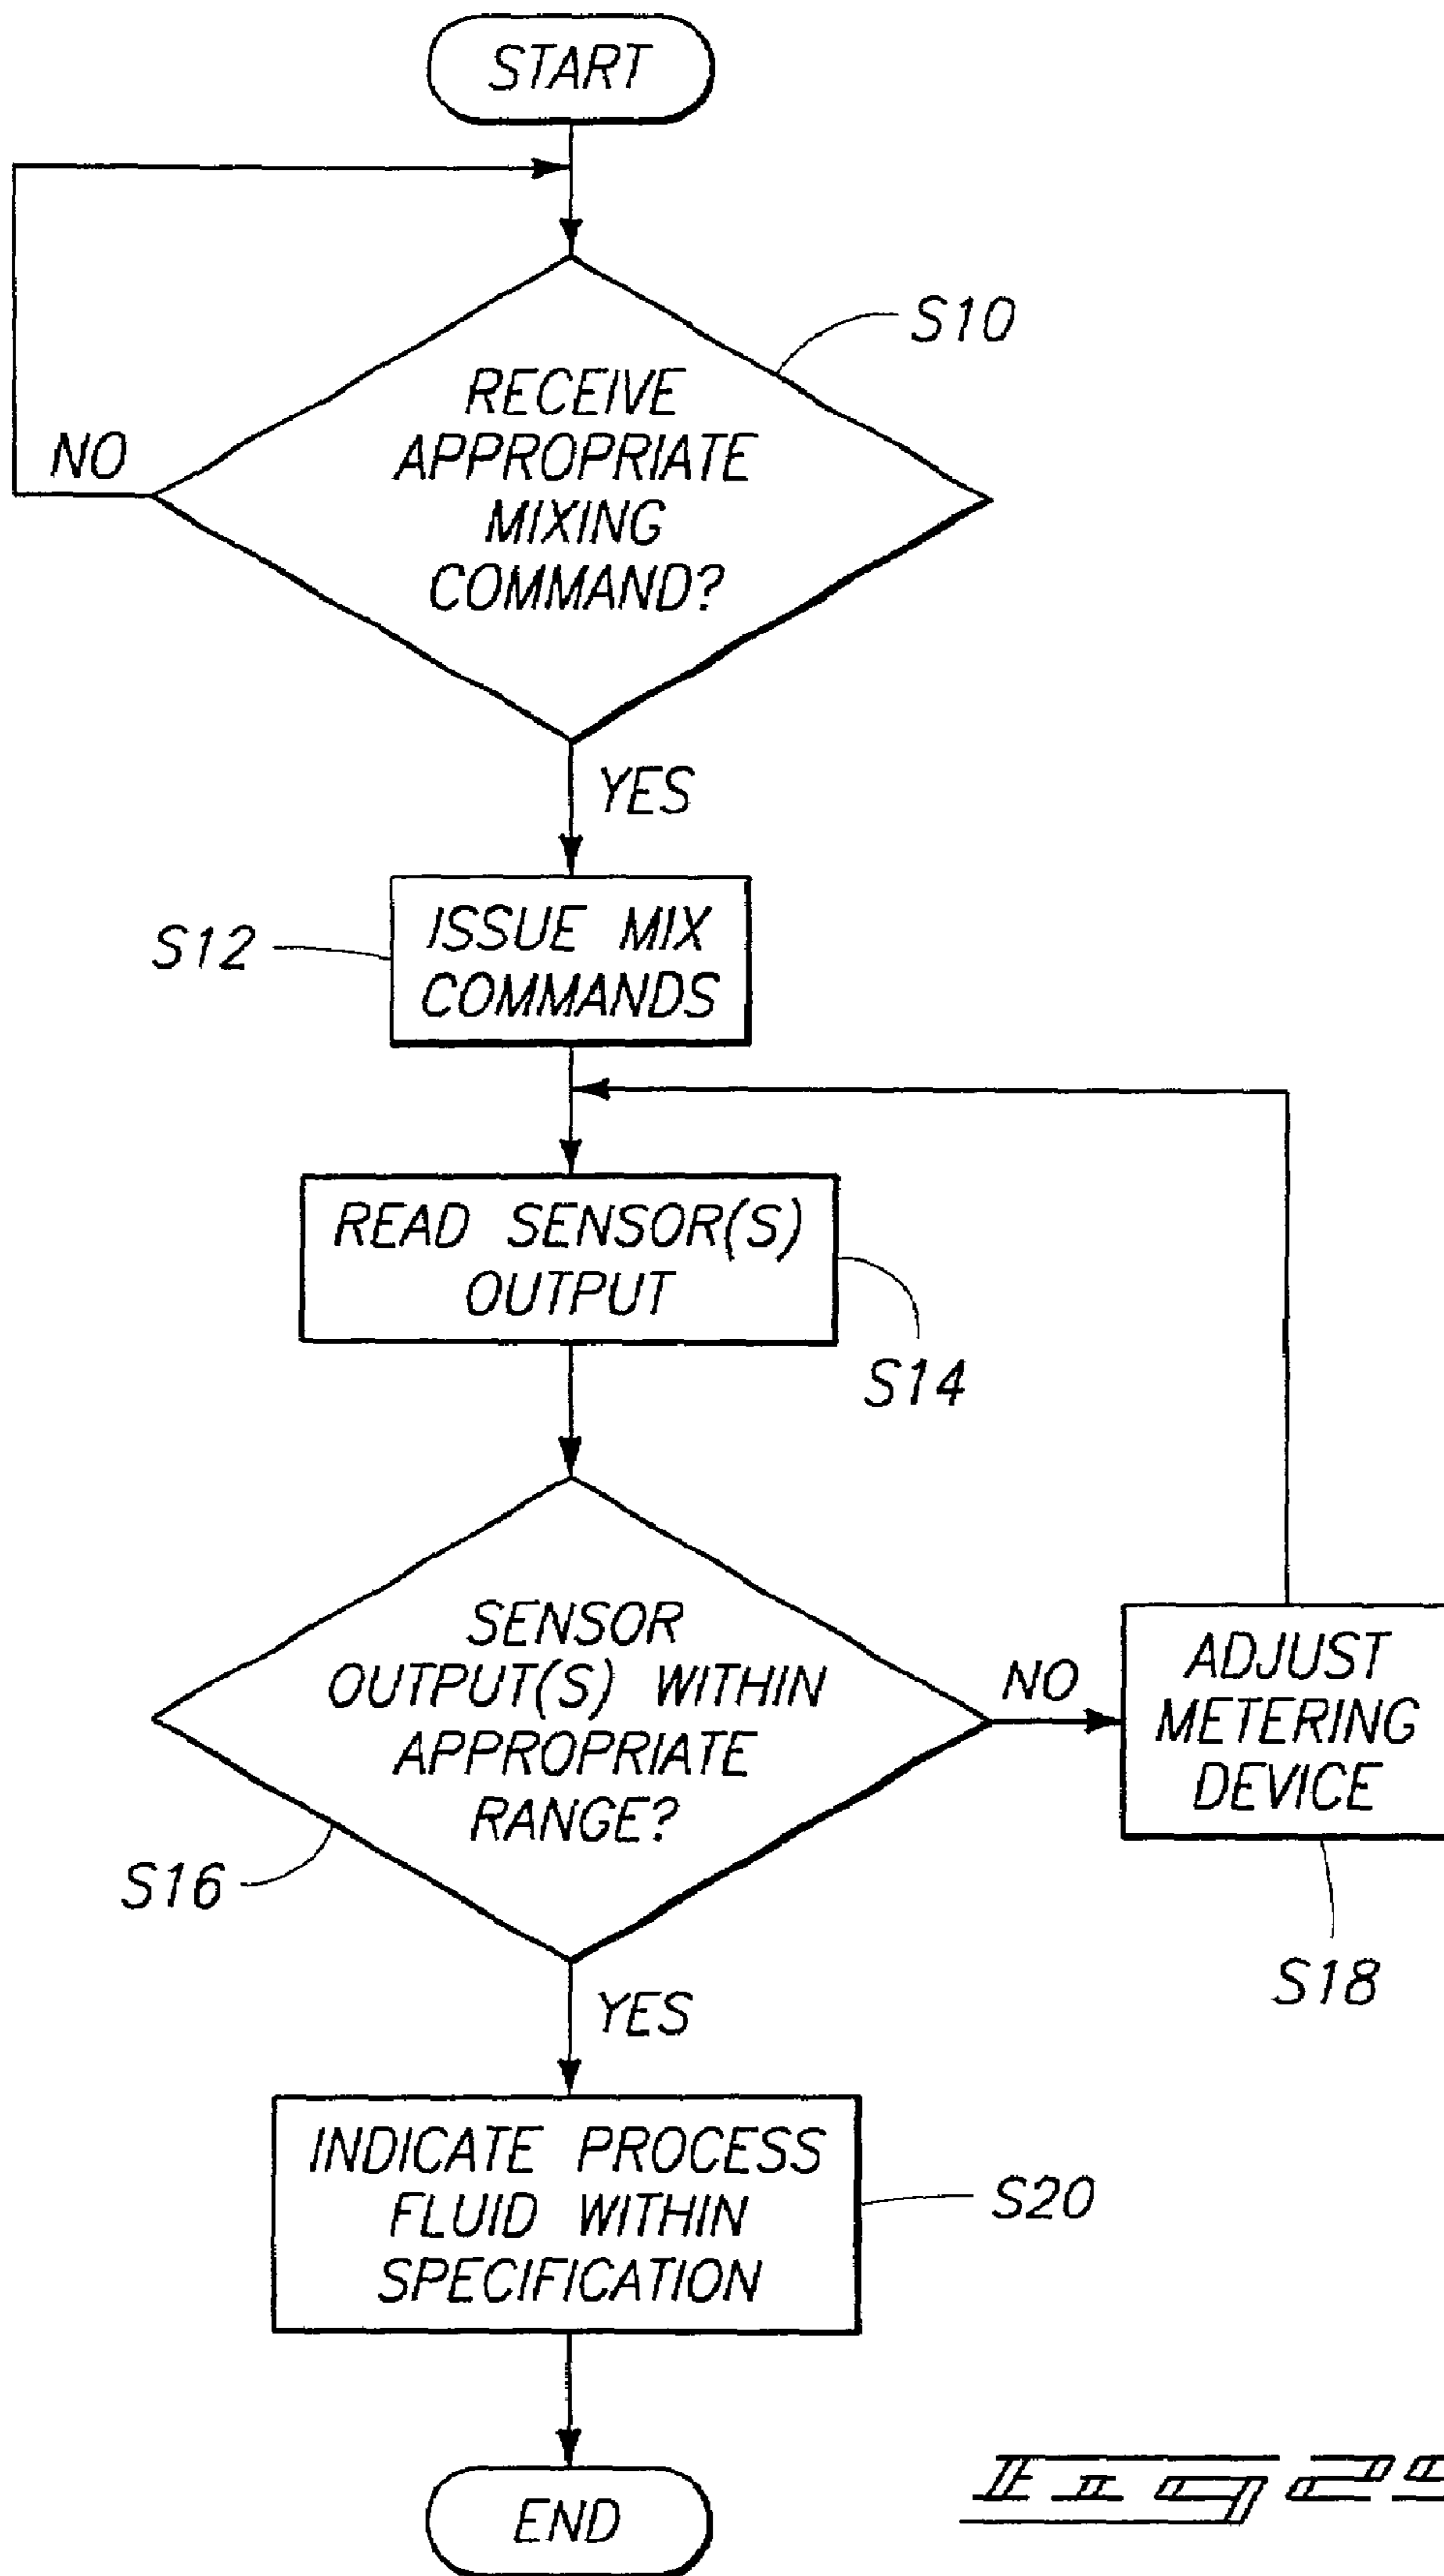 START
S10
RECEIVE
APPROPRIATE
MIXING
COMMAND?
NO
YES
S12
ISSUE MIX
COMMANDS
READ SENSOR(S)
OUTPUT
S14
SENSOR
OUTPUT(S) WITHIN
APPROPRIATE
RANGE?
NO
ADJUST
METERING
DEVICE
S16
S18
YES
INDICATE PROCESS
FLUID WITHIN
SPECIFICATION
S20
END